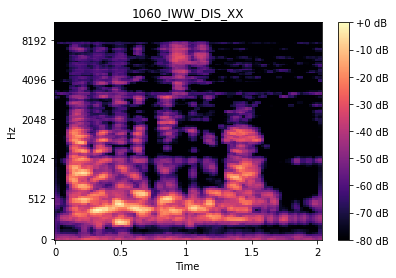 1060_IWW_DIS_XX
Hz
8192
4096
2048
1024
512
0
0
0.5
1
1.5
2
Time
+0 dB
-10 dB
-20 dB
-30 dB
-40 dB
-50 dB
-60 dB
-70 dB
-80 dB